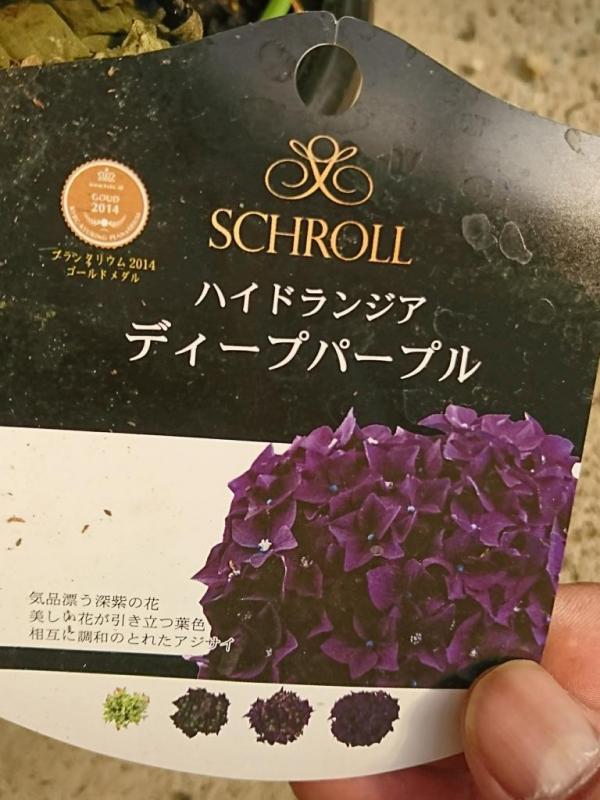 GOUD
2014
プランタリウム2014
ゴールドメダル
SCHROLL
ハイドランジア
ディープパープル
気品漂う深紫の花
美しい花が引き立つ葉色
相互に調和のとれたアジサイ